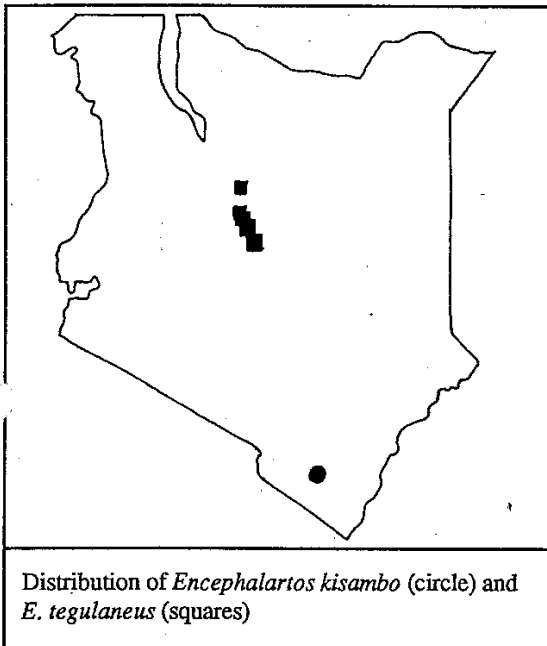 Distribution of Encephalartos kisambo (circle) and
E. tegulaneus (squares)